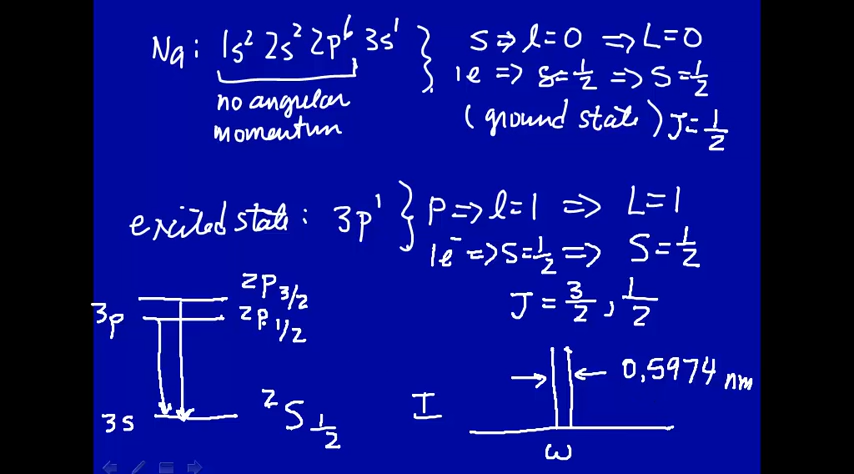 Na: 1s² 2s² 2p⁶ 3s¹ } s ⇒ l=0 ⇒ L=0
1e ⇒ s=1/2 ⇒ S=1/2
no angular
momentum
(ground state) J=1/2
excited state: 3p¹ } p ⇒ l=1 ⇒ L=1
1e⁻ ⇒ s=1/2 ⇒ S=1/2
J = 3/2, 1/2
2P3/2
3p
2P1/2
3s
²S1/2
I
0,5974 nm
ω